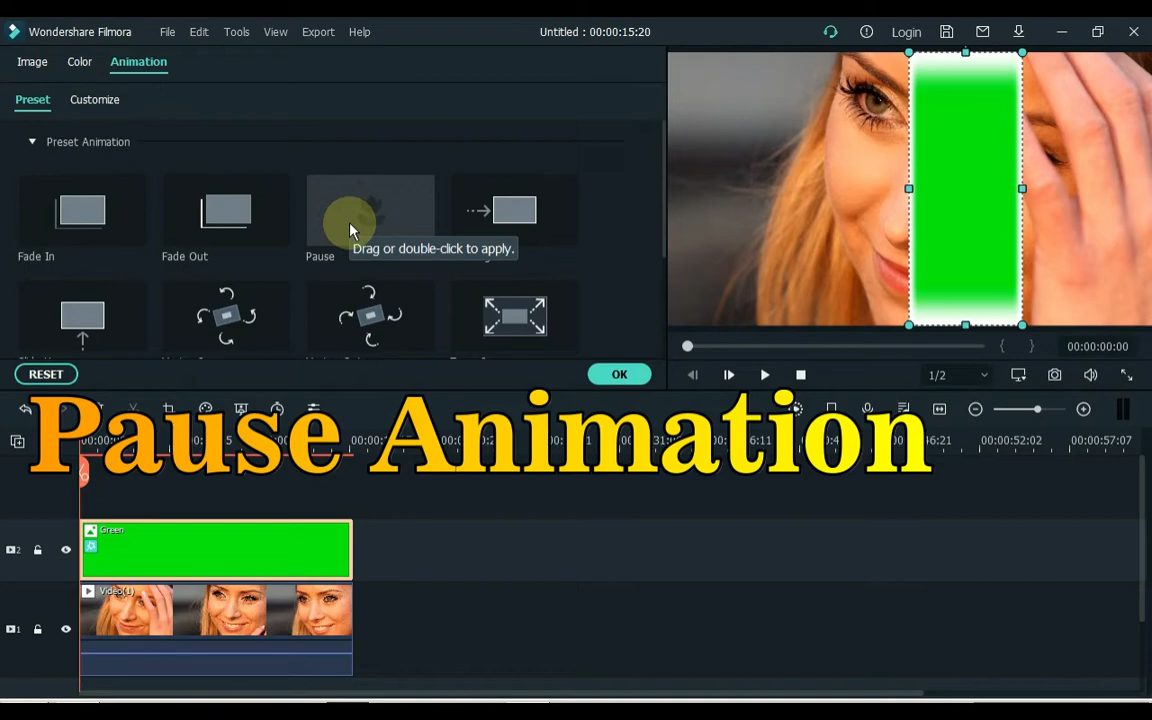 Wondershare Filmora File Edit Tools View Export Help Untitled : 00:00:15:20 Login
Image Color Animation
Preset Customize
Preset Animation
Fade In Fade Out Pause
Drag or double-click to apply.
00:00:00:00
RESET OK
1/2
Pause Animation
46:21 00:00:52:02 00:00:57:07
Green
Video(1)